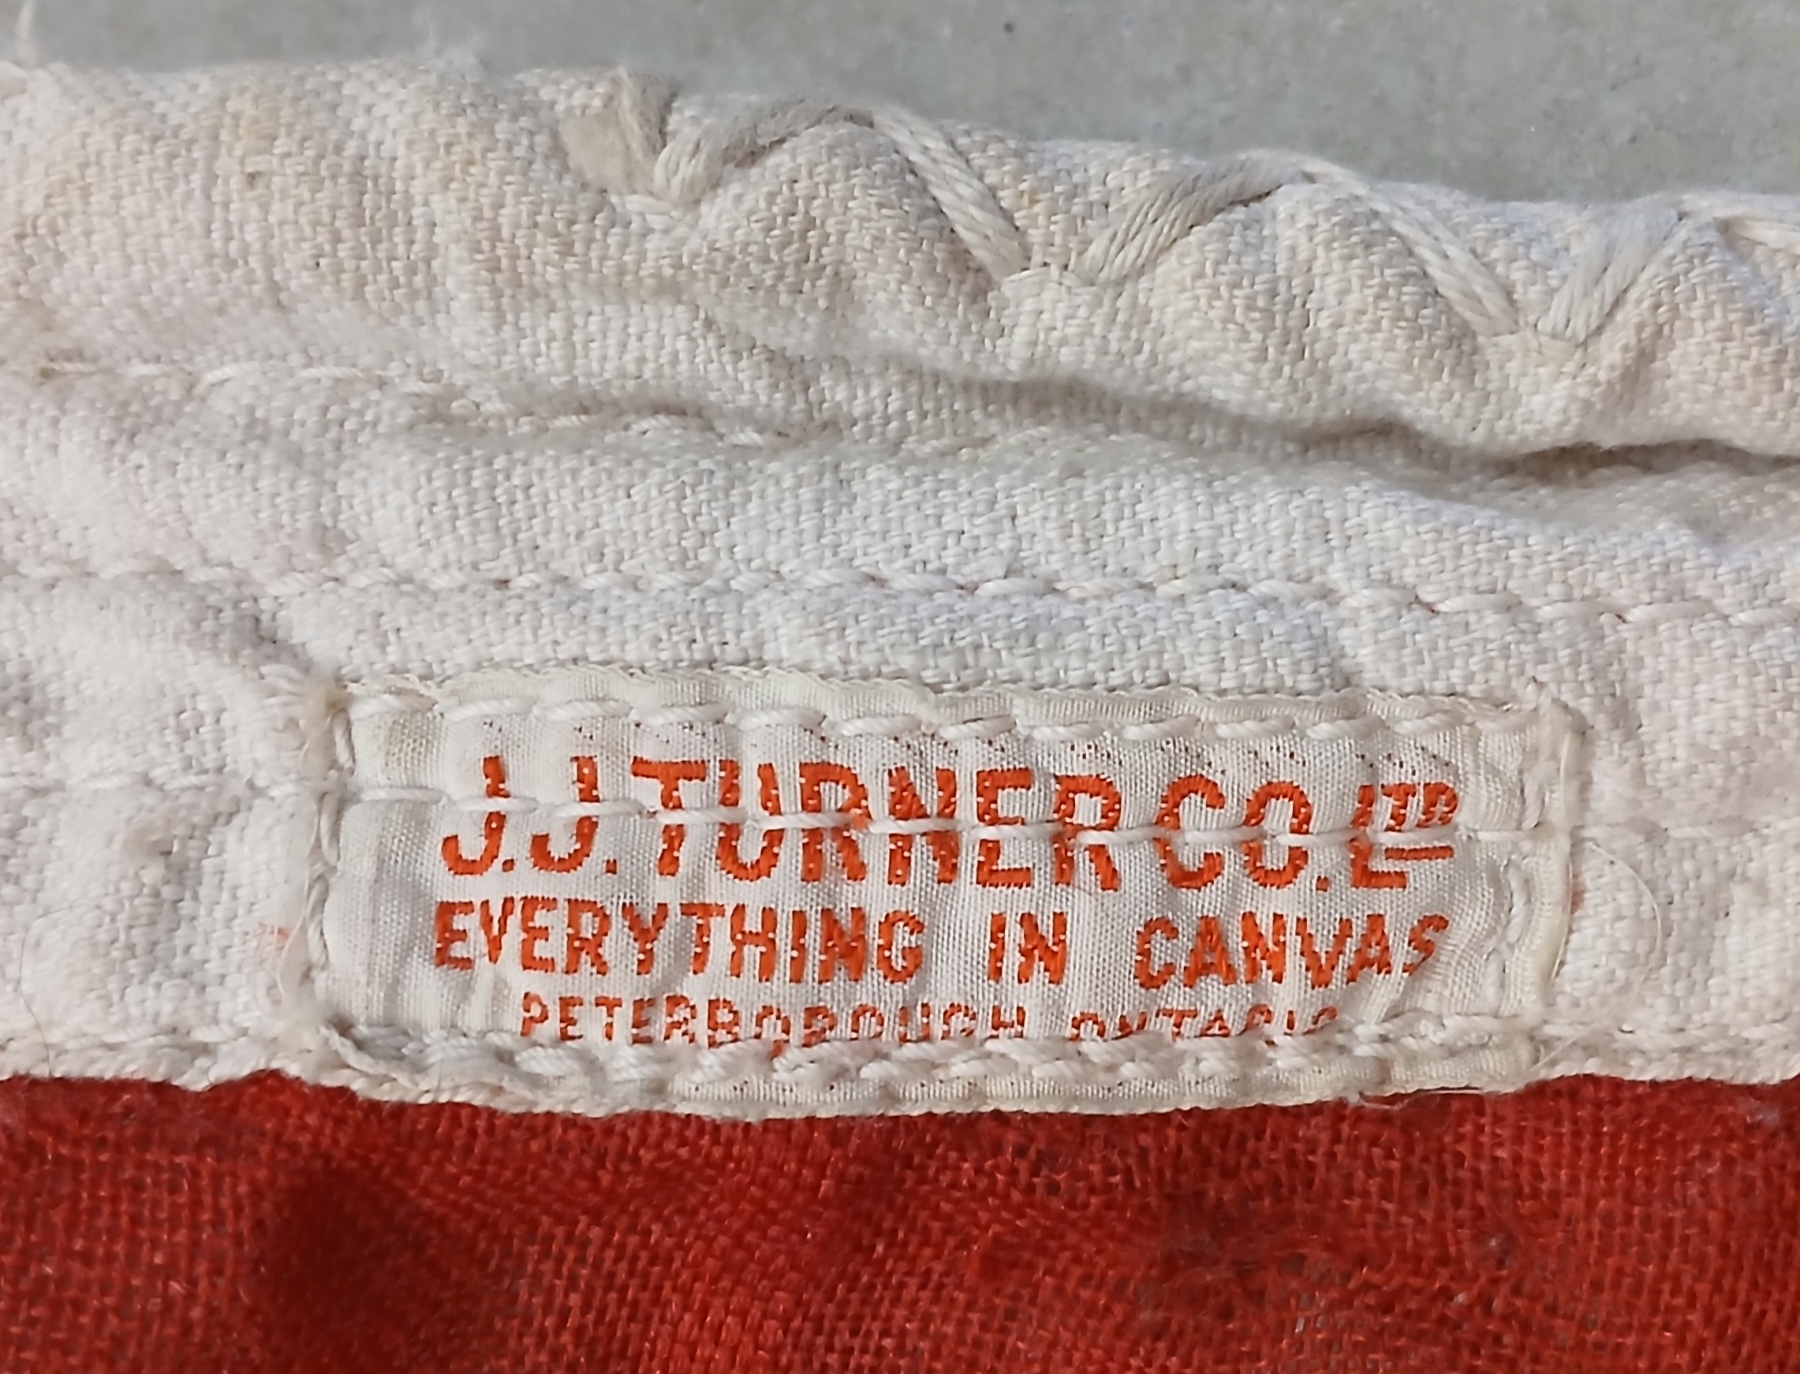 J.J. TURNER CO. LTD
EVERYTHING IN CANVAS
PETERBOROUGH ONTARIO